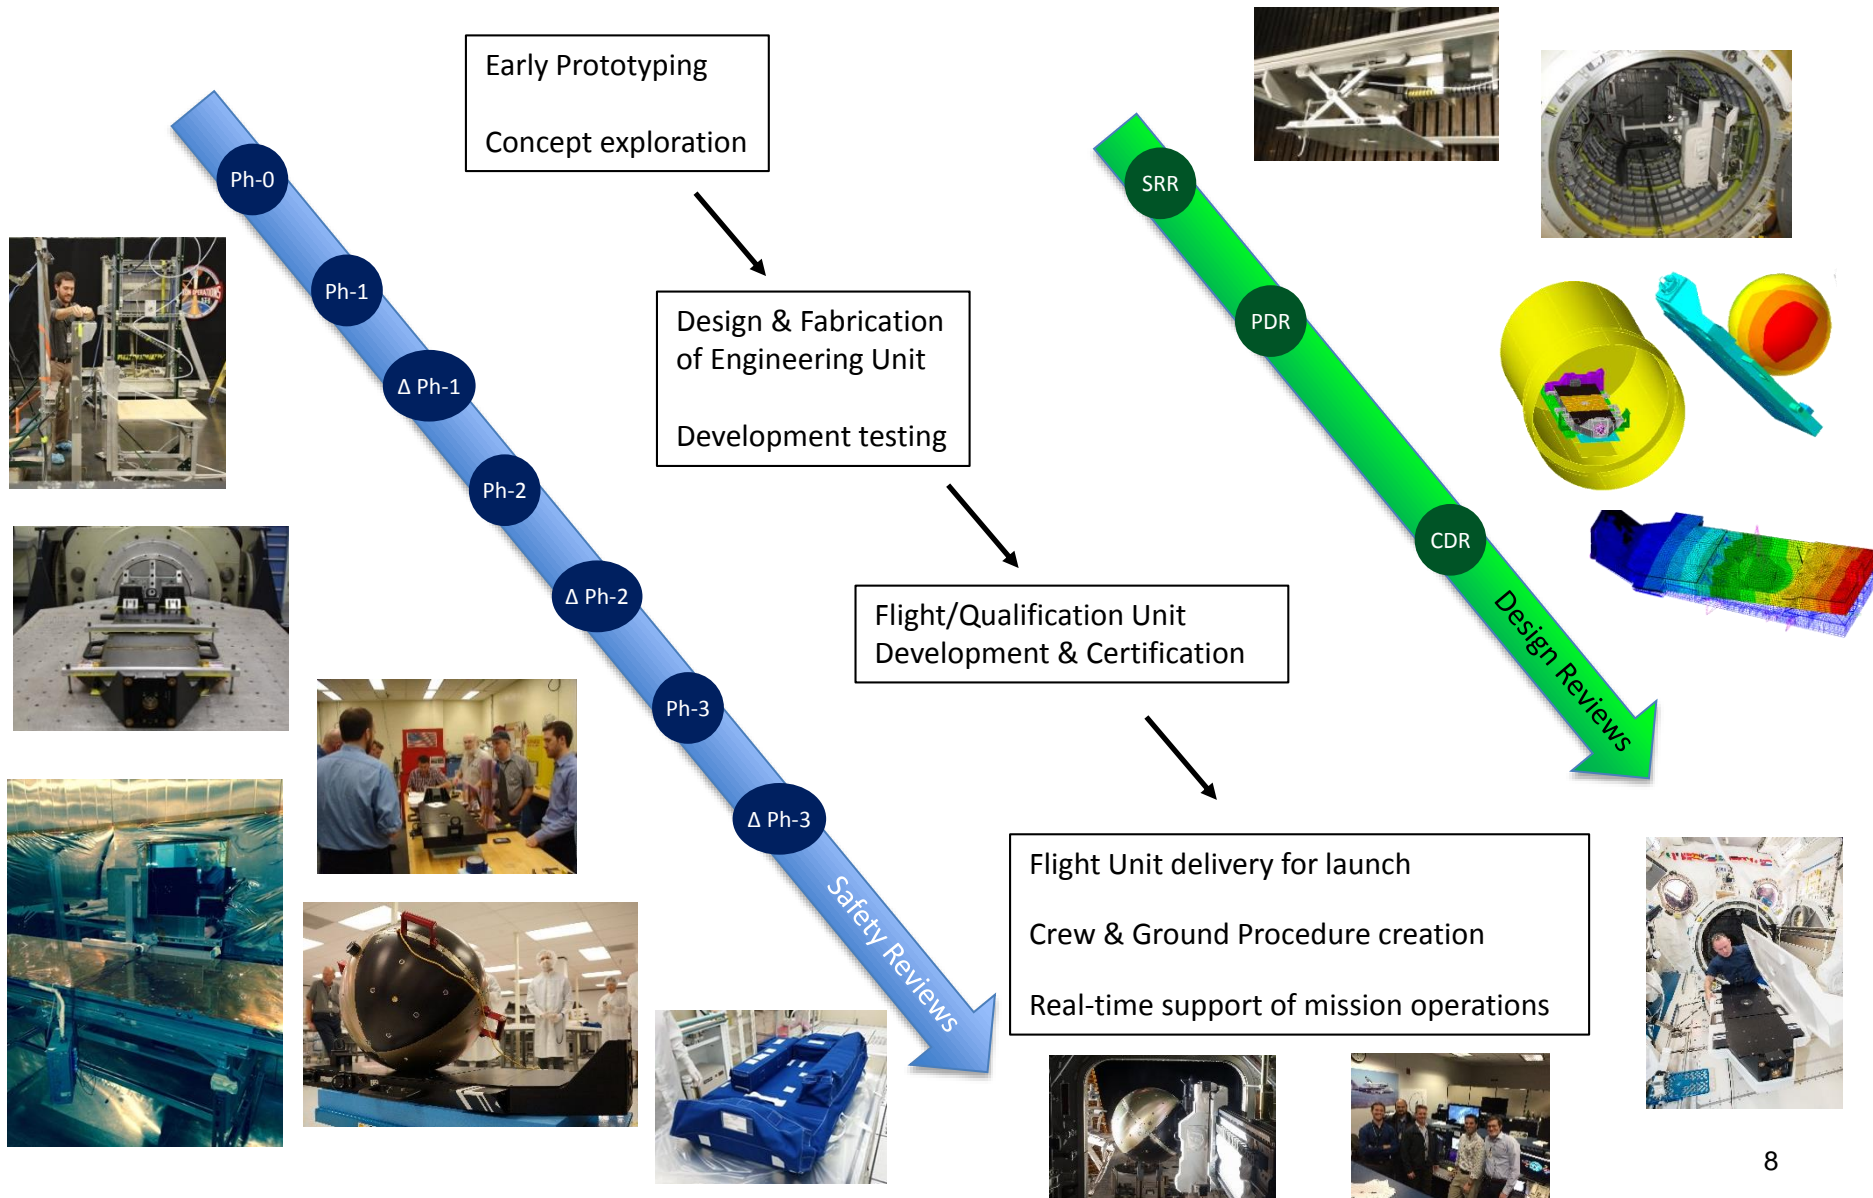 Early Prototyping
Concept exploration
Ph-0
Ph-1
Δ Ph-1
Ph-2
Δ Ph-2
Ph-3
Δ Ph-3
Safety Reviews
Design & Fabrication
of Engineering Unit
Development testing
Flight/Qualification Unit
Development & Certification
Flight Unit delivery for launch
Crew & Ground Procedure creation
Real-time support of mission operations
SRR
PDR
CDR
Design Reviews
8